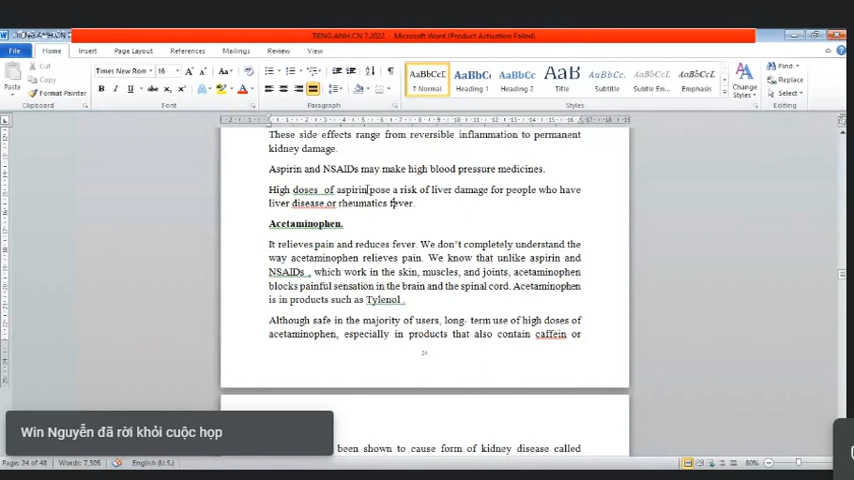 TIENG.ANH.CN 7.2022 - Microsoft Word (Product Activation Failed)
File Home Insert Page Layout References Mailings Review View
Cut
Copy
Format Painter
Paste
Clipboard
Times New Rom 16
Font
Paragraph
AaBbCcI AaBbC AaBbCc AaB AaBbCc. AaBbCcL AaBbCcL
¶ Normal Heading 1 Heading 2 Title Subtitle Subtle Em... Emphasis
Change Styles
Styles
Find
Replace
Select
Editing
These side effects range from reversible inflammation to permanent
kidney damage.
Aspirin and NSAIDs may make high blood pressure medicines.
High doses of aspirin pose a risk of liver damage for people who have
liver disease or rheumatics fever.
Acetaminophen.
It relieves pain and reduces fever. We don't completely understand the
way acetaminophen relieves pain. We know that unlike aspirin and
NSAIDs , which work in the skin, muscles, and joints, acetaminophen
blocks painful sensation in the brain and the spinal cord. Acetaminophen
is in products such as Tylenol .
Although safe in the majority of users, long- term use of high doses of
acetaminophen, especially in products that also contain caffein or
24
been shown to cause form of kidney disease called
Win Nguyễn đã rời khỏi cuộc họp
Page: 24 of 48 Words: 7,305 English (U.S.) 80%